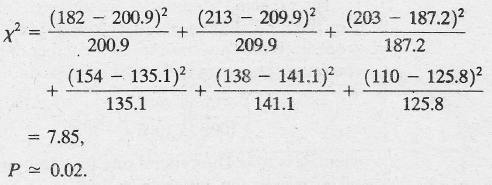 χ² = (182 − 200.9)²/200.9 + (213 − 209.9)²/209.9 + (203 − 187.2)²/187.2
+ (154 − 135.1)²/135.1 + (138 − 141.1)²/141.1 + (110 − 125.8)²/125.8
= 7.85,
P ≃ 0.02.